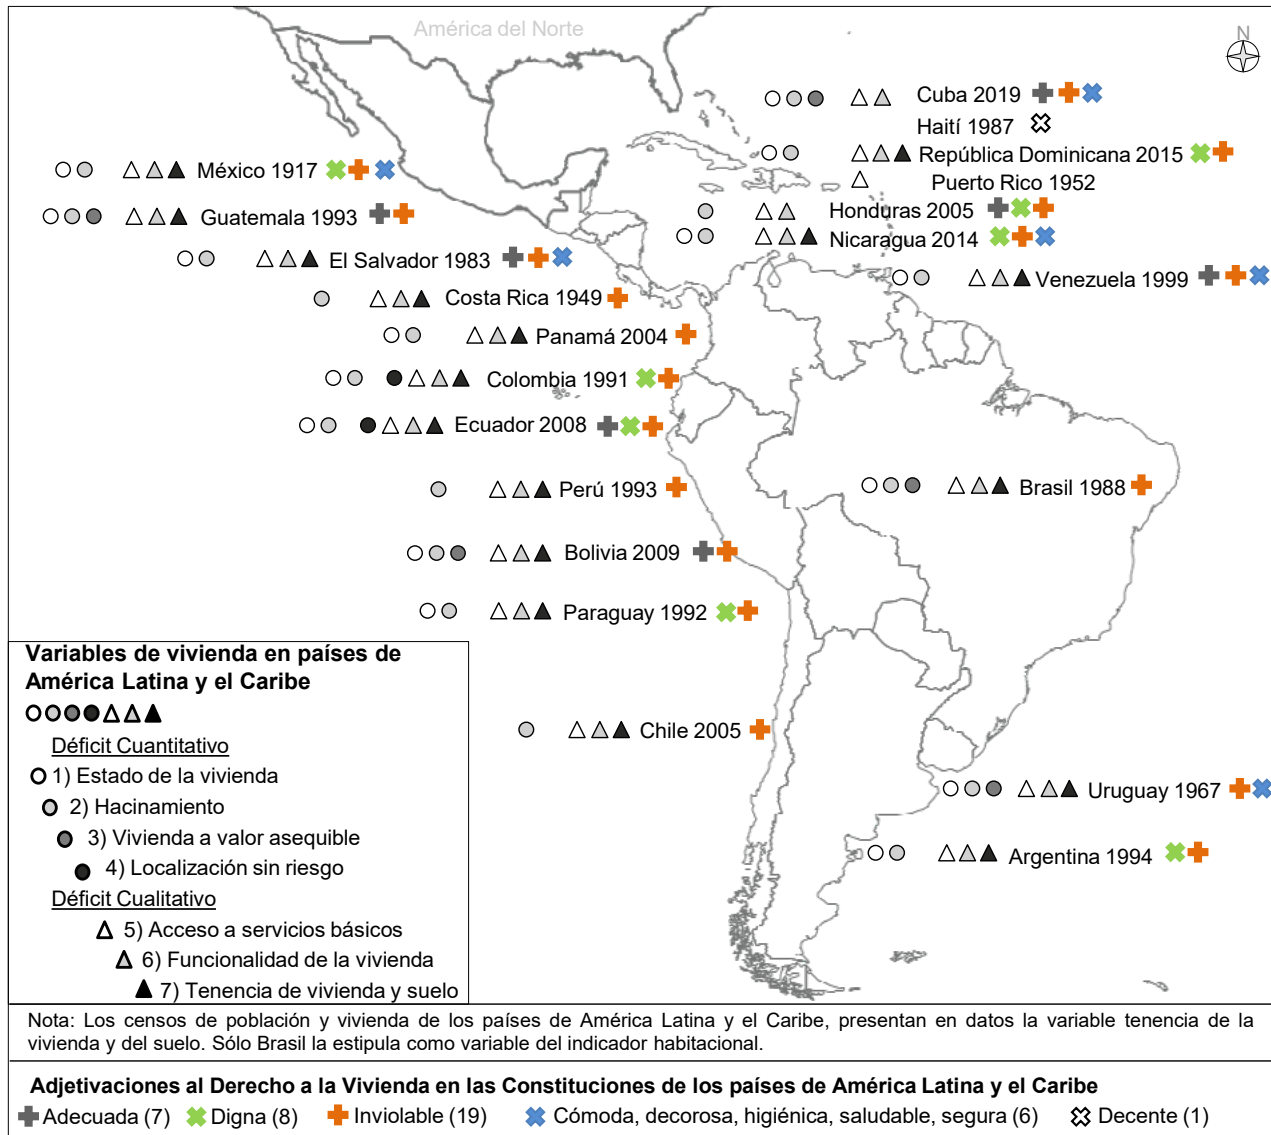 América del Norte
N
Cuba 2019
Haití 1987
República Dominicana 2015
Puerto Rico 1952
México 1917
Guatemala 1993
Honduras 2005
Nicaragua 2014
El Salvador 1983
Venezuela 1999
Costa Rica 1949
Panamá 2004
Colombia 1991
Ecuador 2008
Perú 1993
Brasil 1988
Bolivia 2009
Paraguay 1992
Chile 2005
Uruguay 1967
Argentina 1994
Variables de vivienda en países de
América Latina y el Caribe
Déficit Cuantitativo
1) Estado de la vivienda
2) Hacinamiento
3) Vivienda a valor asequible
4) Localización sin riesgo
Déficit Cualitativo
5) Acceso a servicios básicos
6) Funcionalidad de la vivienda
7) Tenencia de vivienda y suelo
Nota: Los censos de población y vivienda de los países de América Latina y el Caribe, presentan en datos la variable tenencia de la
vivienda y del suelo. Sólo Brasil la estipula como variable del indicador habitacional.
Adjetivaciones al Derecho a la Vivienda en las Constituciones de los países de América Latina y el Caribe
Adecuada (7) Digna (8) Inviolable (19) Cómoda, decorosa, higiénica, saludable, segura (6) Decente (1)